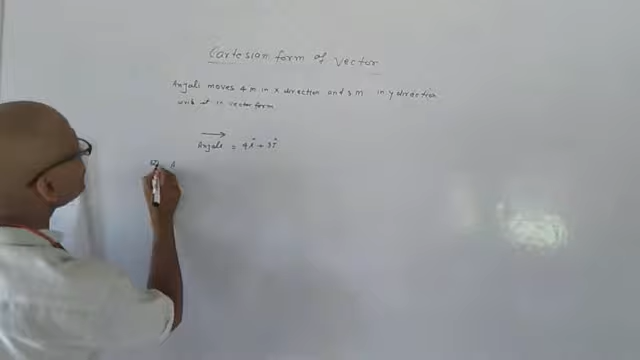 Cartesian form of Vector
Anjali moves 4 m in x direction and 3 m in y direction
write it in vector form
Anjali = 4î + 3ĵ
A